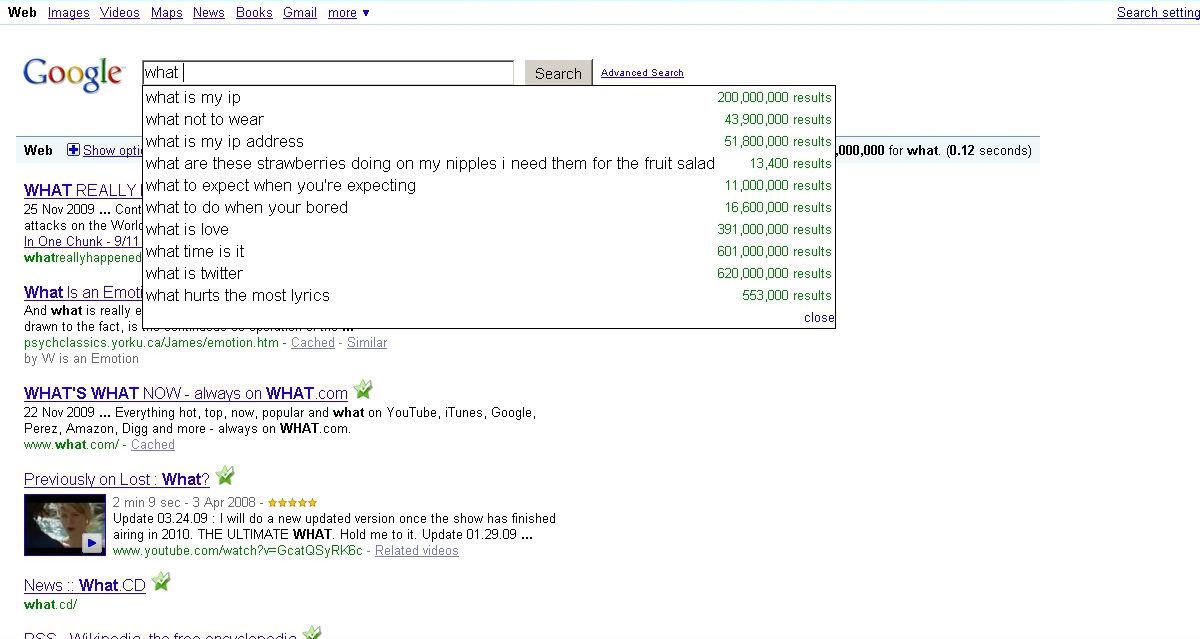 Web Images Videos Maps News Books Gmail more ▼ Search setting
Google what Search Advanced Search
what is my ip 200,000,000 results
what not to wear 43,900,000 results
what is my ip address 51,800,000 results
what are these strawberries doing on my nipples i need them for the fruit salad 13,400 results
what to expect when you're expecting 11,000,000 results
what to do when your bored 16,600,000 results
what is love 391,000,000 results
what time is it 601,000,000 results
what is twitter 620,000,000 results
what hurts the most lyrics 553,000 results
close
Web Show opti ,000,000 for what. (0.12 seconds)
WHAT REALLY
25 Nov 2009 ... Cont
attacks on the World
In One Chunk - 9/11
whatreallyhappened
What Is an Emoti
And what is really e
drawn to the fact, is
psychclassics.yorku.ca/James/emotion.htm - Cached - Similar
by W is an Emotion
WHAT'S WHAT NOW - always on WHAT.com
22 Nov 2009 ... Everything hot, top, now, popular and what on YouTube, iTunes, Google,
Perez, Amazon, Digg and more - always on WHAT.com.
www.what.com/ - Cached
Previously on Lost : What?
2 min 9 sec - 3 Apr 2008 -
Update 03.24.09 : I will do a new updated version once the show has finished
airing in 2010. THE ULTIMATE WHAT. Hold me to it. Update 01.29.09 ...
www.youtube.com/watch?v=GcatQSyRK6c - Related videos
News :: What.CD
what.cd/
RSS - Wikipedia, the free encyclopedia